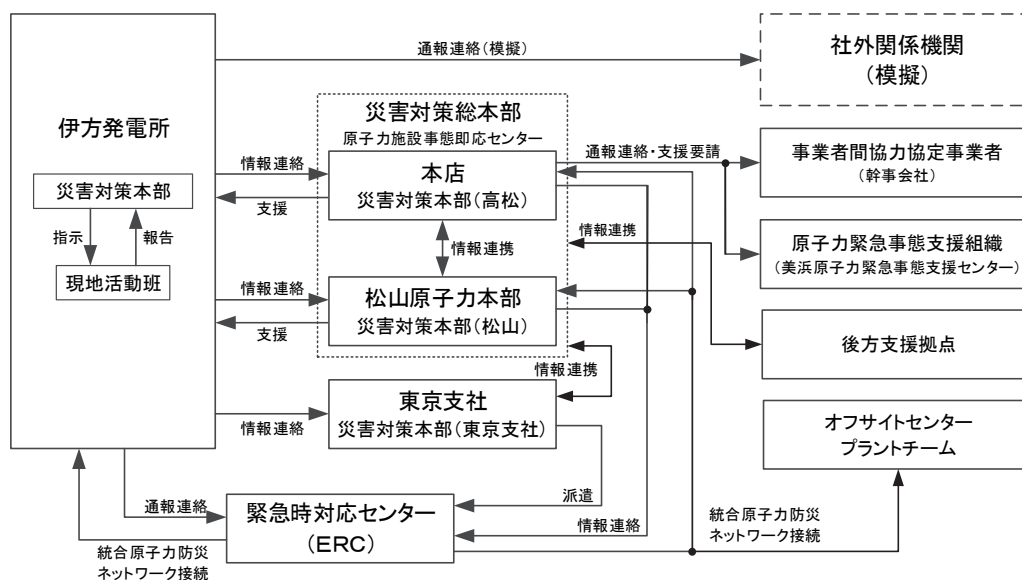 通報連絡(模擬)
社外関係機関
(模擬)
伊方発電所
災害対策本部
指示
報告
現地活動班
災害対策総本部
原子力施設事態即応センター
情報連絡
本店
災害対策本部(高松)
支援
通報連絡・支援要請
事業者間協力協定事業者
(幹事会社)
情報連携
情報連携
原子力緊急事態支援組織
(美浜原子力緊急事態支援センター)
情報連絡
松山原子力本部
災害対策本部(松山)
支援
後方支援拠点
情報連携
東京支社
災害対策本部(東京支社)
情報連絡
オフサイトセンター
プラントチーム
派遣
通報連絡
緊急時対応センター
(ERC)
情報連絡
統合原子力防災
ネットワーク接続
統合原子力防災
ネットワーク接続